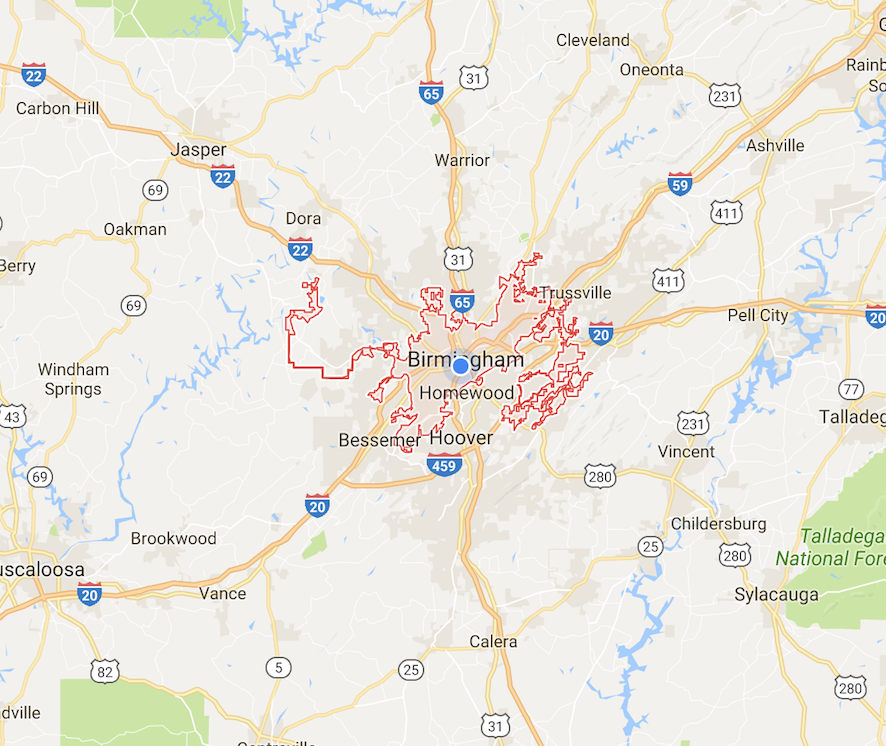 Cleveland
G
Oneonta
Rainb
So
22
31
65
231
Carbon Hill
Ashville
Jasper
Warrior
22
59
69
411
Dora
Oakman
22
31
Berry
411
69
65
Trussville
Pell City
20
20
Birmingham
Windham
Springs
Homewood
77
43
Talladeg
231
Bessemer
Hoover
459
Vincent
69
280
20
Childersburg
Brookwood
Talladega
National Fore
25
280
uscaloosa
20
Vance
Sylacauga
Calera
82
5
25
280
dville
31
Centreville